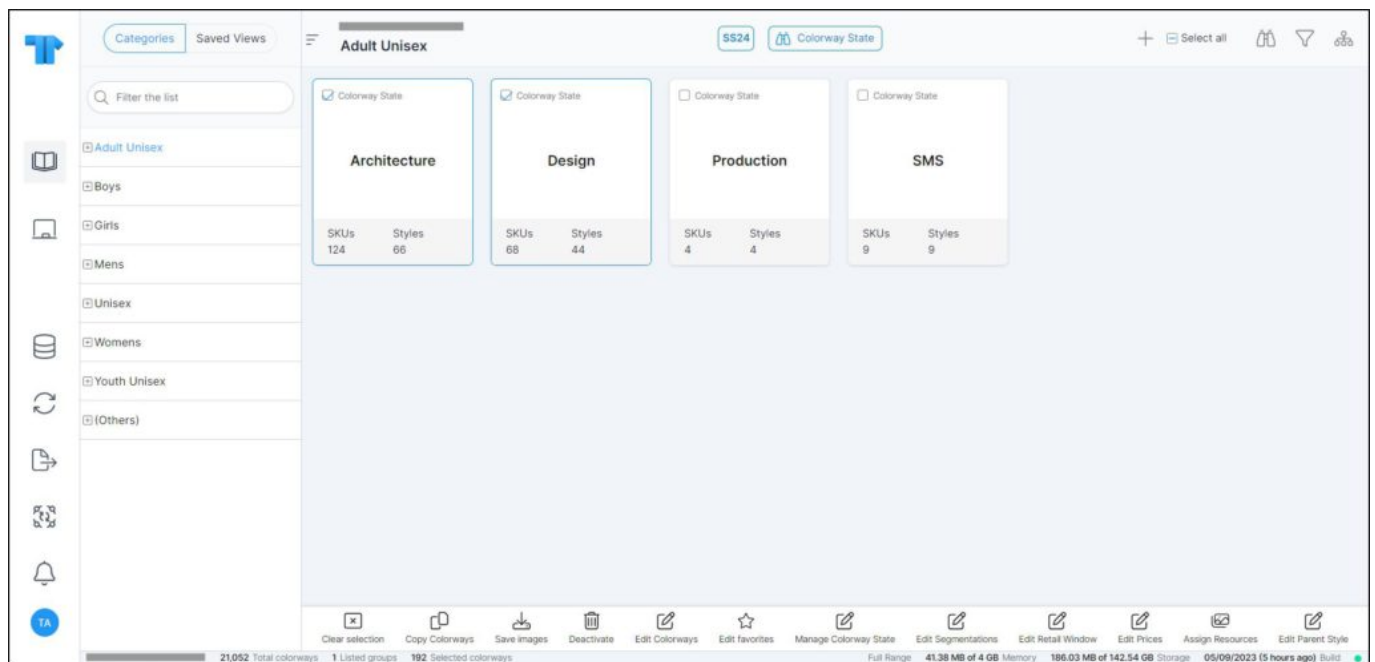 Categories Saved Views Adult Unisex SS24 Colorway State Select all
Filter the list
Adult Unisex
Boys
Girls
Mens
Unisex
Womens
Youth Unisex
(Others)
Colorway State
Architecture
SKUs Styles
124 66
Colorway State
Design
SKUs Styles
68 44
Colorway State
Production
SKUs Styles
4 4
Colorway State
SMS
SKUs Styles
9 9
TA
Clear selection Copy Colorways Save images Deactivate Edit Colorways Edit favorites Manage Colorway State Edit Segmentations Edit Retail Window Edit Prices Assign Resources Edit Parent Style
21,052 Total colorways 1 Listed groups 192 Selected colorways Full Range 41.38 MB of 4 GB Memory 186.03 MB of 142.54 GB Storage 05/09/2023 (5 hours ago) Build